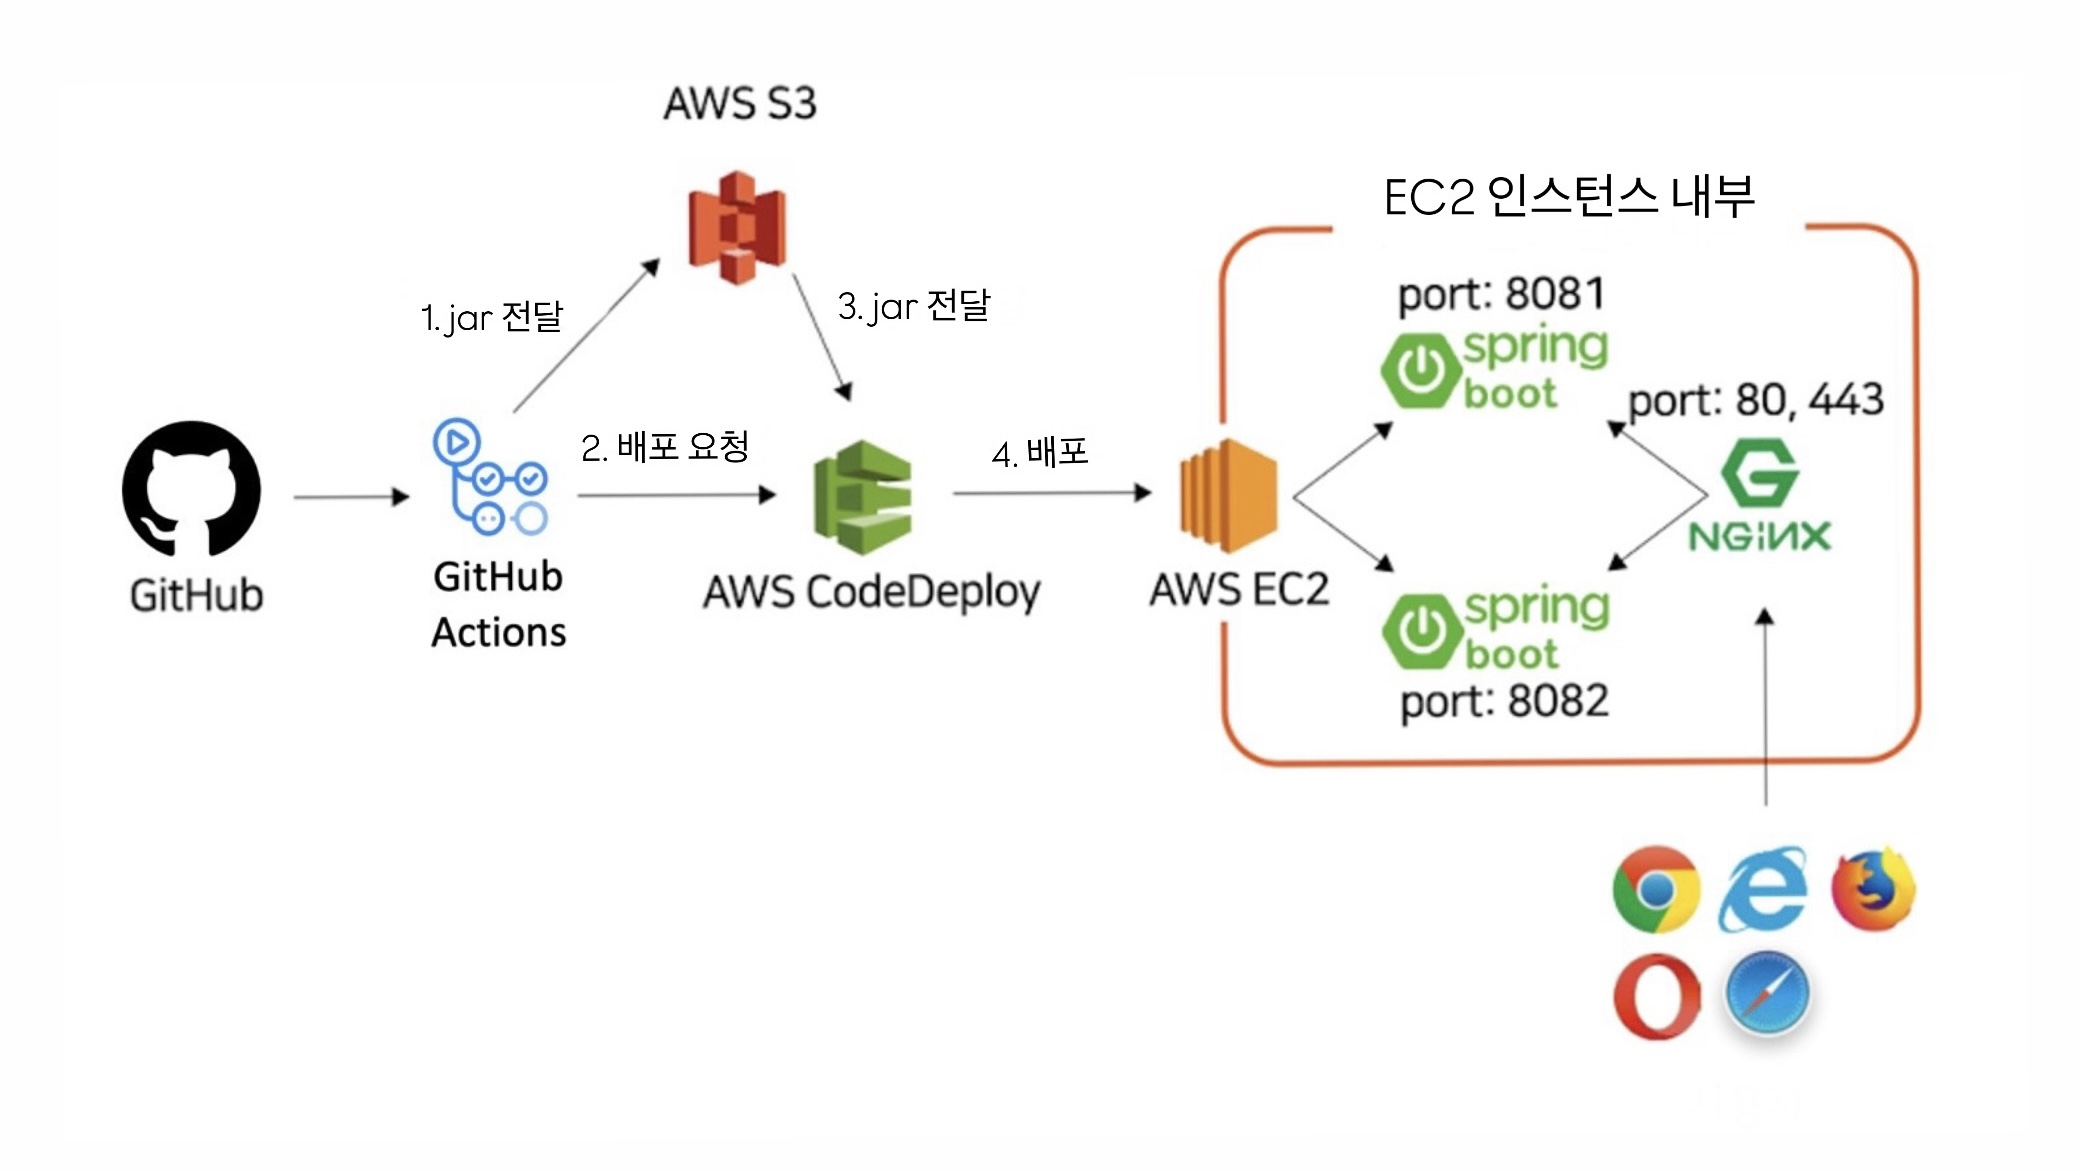 AWS S3
EC2 인스턴스 내부
1. jar 전달
3. jar 전달
port: 8081
spring
boot
port: 80, 443
2. 배포 요청
4. 배포
NGiNX
GitHub
GitHub
Actions
AWS CodeDeploy
AWS EC2
spring
boot
port: 8082